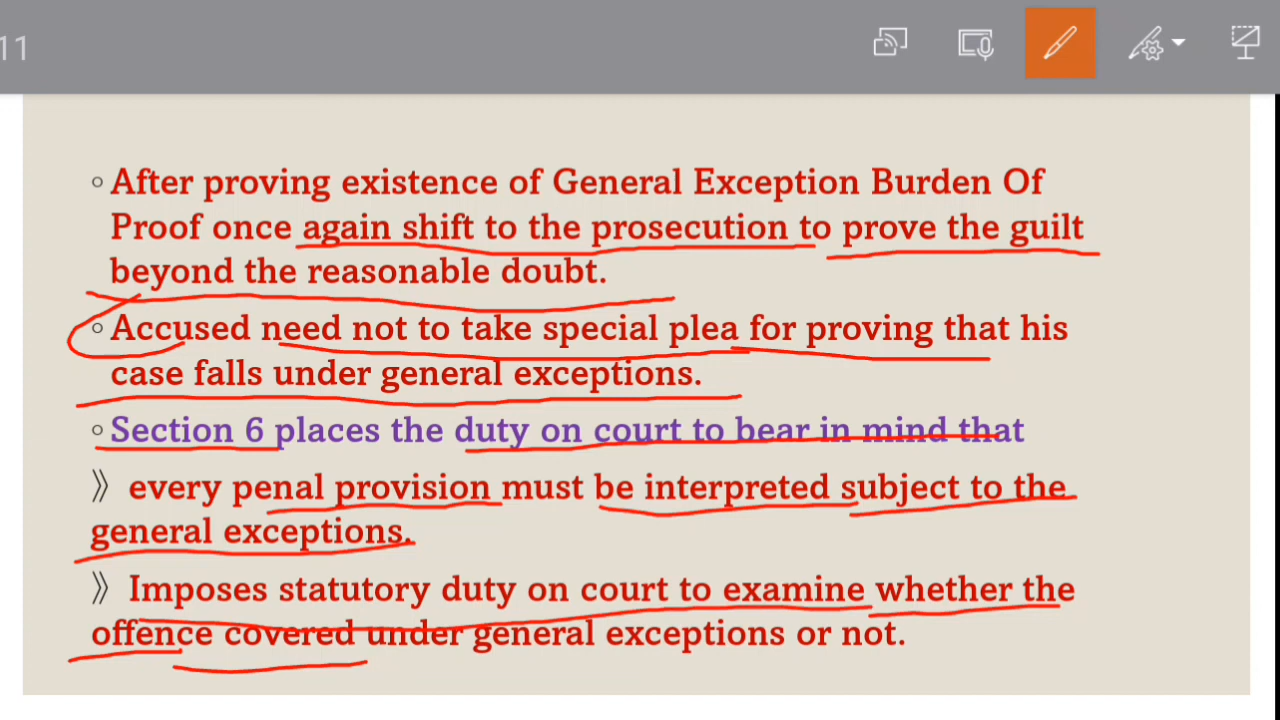 11
◦ After proving existence of General Exception Burden Of
Proof once again shift to the prosecution to prove the guilt
beyond the reasonable doubt.
◦ Accused need not to take special plea for proving that his
case falls under general exceptions.
◦ Section 6 places the duty on court to bear in mind that
》 every penal provision must be interpreted subject to the
general exceptions.
》 Imposes statutory duty on court to examine whether the
offence covered under general exceptions or not.